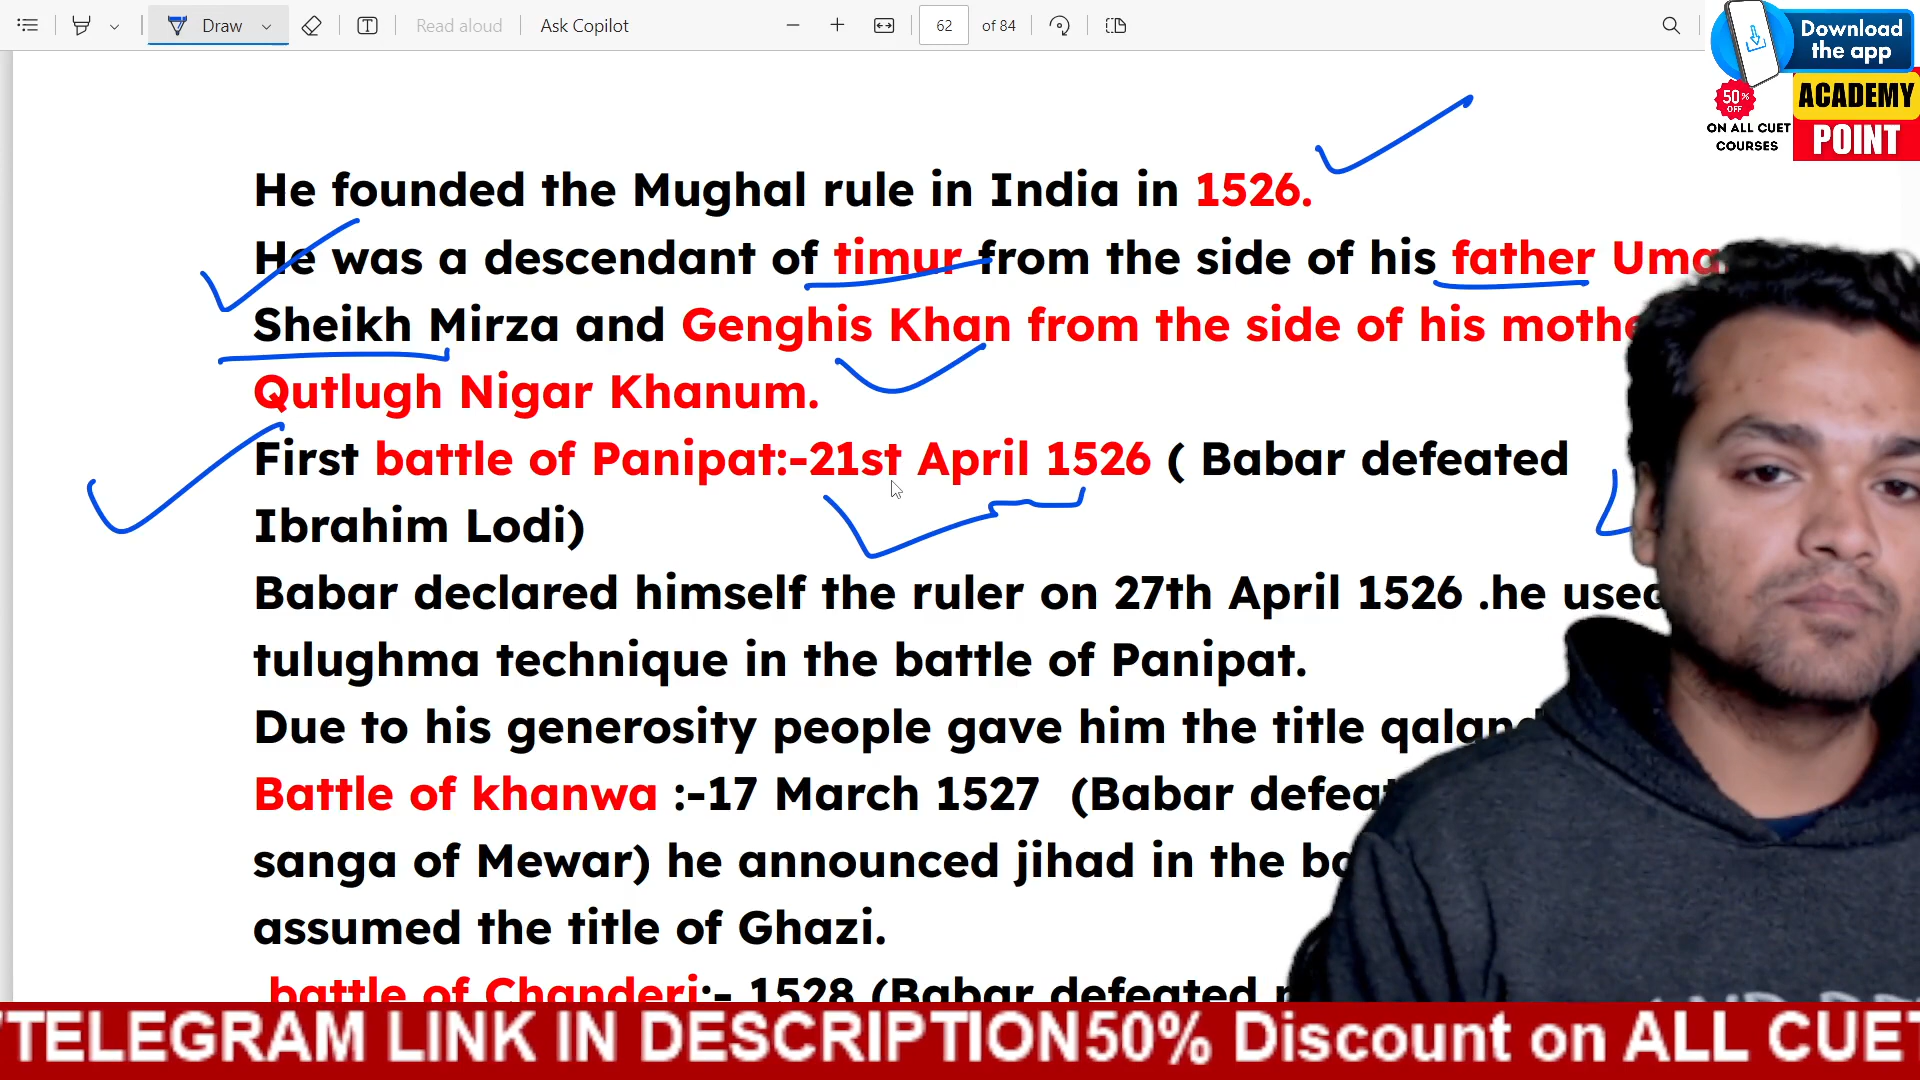 Draw
Read aloud
Ask Copilot
62
of 84
Download
the app
50%
OFF
ON ALL CUET
COURSES
ACADEMY
POINT
He founded the Mughal rule in India in 1526.
He was a descendant of timur from the side of his father
Sheikh Mirza and Genghis Khan from the side of his
Qutlugh Nigar Khanum.
First battle of Panipat:-21st April 1526 ( Babar defeated
Ibrahim Lodi)
Babar declared himself the ruler on 27th April 1526 .he used
tulughma technique in the battle of Panipat.
Due to his generosity people gave him the title
Battle of khanwa :-17 March 1527 (Babar
sanga of Mewar) he announced jihad in the
assumed the title of Ghazi.
battle of Chanderi:- 1528 (Babar defeated
TELEGRAM LINK IN DESCRIPTION50% Discount on ALL CUET